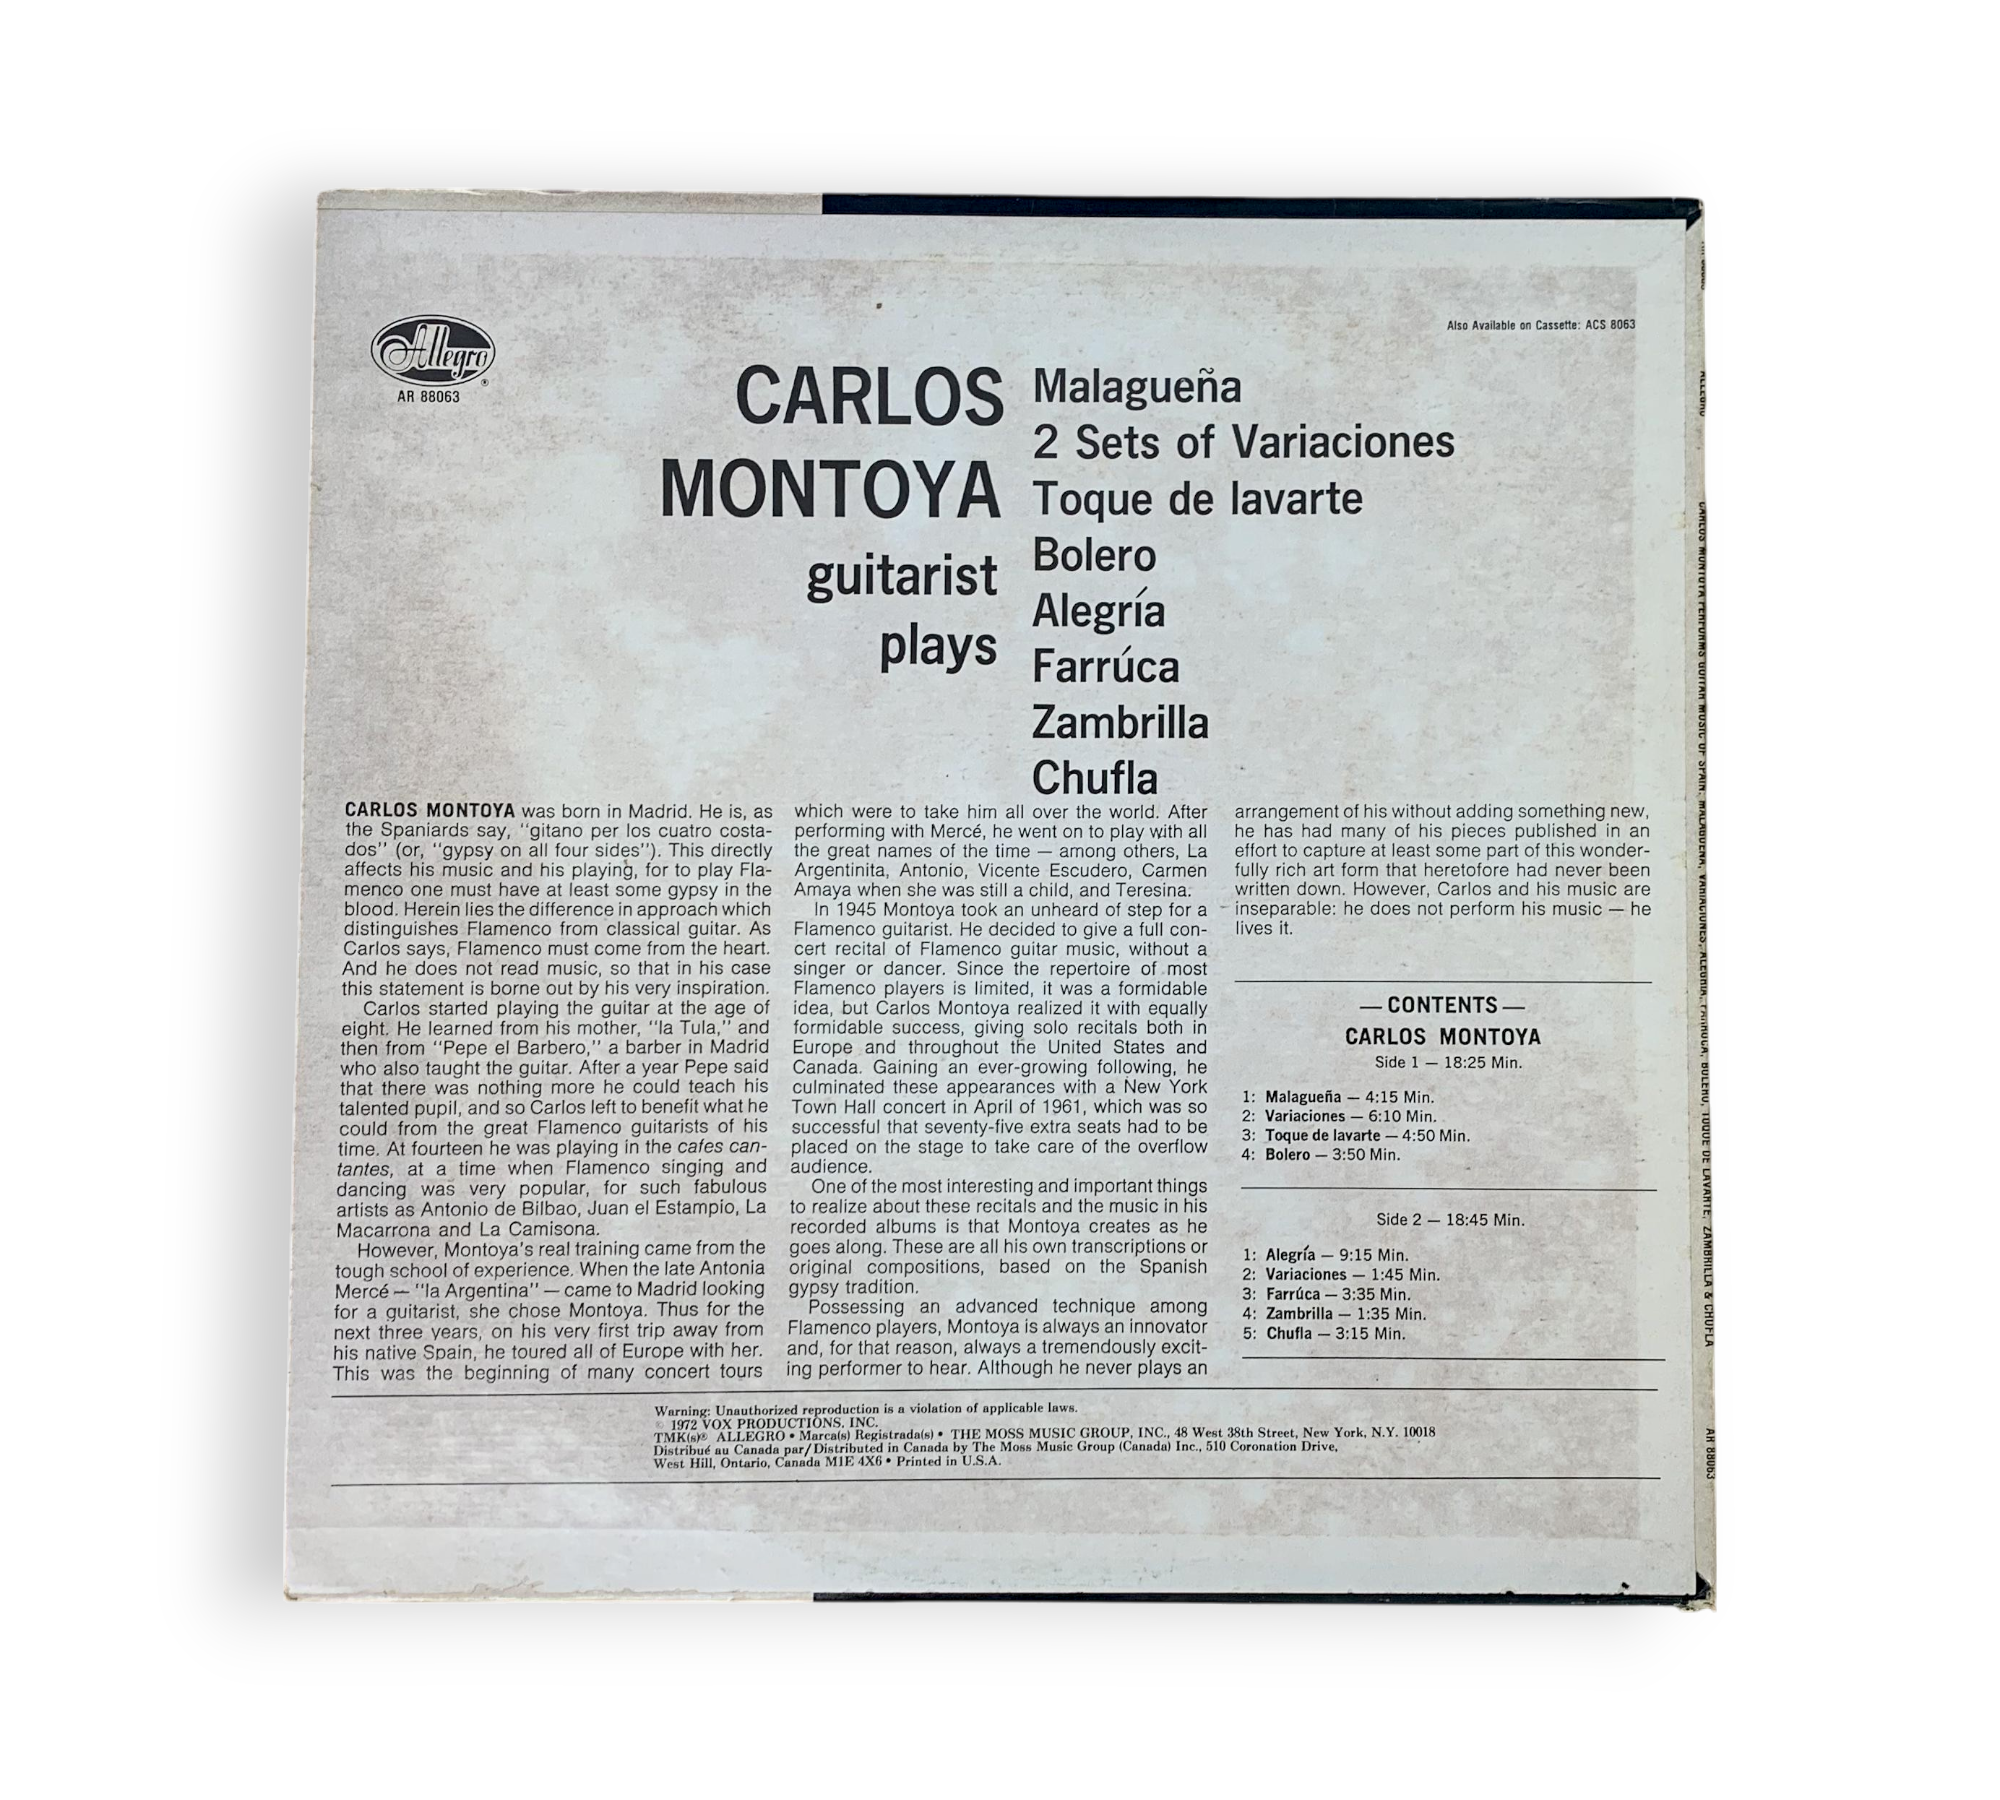 Allegro®
AR 88063
Also Available on Cassette: ACS 8063
CARLOS
MONTOYA
guitarist
plays
Malagueña
2 Sets of Variaciones
Toque de lavarte
Bolero
Alegría
Farrúca
Zambrilla
Chufla
CARLOS MONTOYA was born in Madrid. He is, as
the Spaniards say, "gitano per los cuatro costa-
dos" (or, "gypsy on all four sides"). This directly
affects his music and his playing, for to play Fla-
menco one must have at least some gypsy in the
blood. Herein lies the difference in approach which
distinguishes Flamenco from classical guitar. As
Carlos says, Flamenco must come from the heart.
And he does not read music, so that in his case
this statement is borne out by his very inspiration.
Carlos started playing the guitar at the age of
eight. He learned from his mother, "la Tula," and
then from "Pepe el Barbero," a barber in Madrid
who also taught the guitar. After a year Pepe said
that there was nothing more he could teach his
talented pupil, and so Carlos left to benefit what he
could from the great Flamenco guitarists of his
time. At fourteen he was playing in the cafes can-
tantes, at a time when Flamenco singing and
dancing was very popular, for such fabulous
artists as Antonio de Bilbao, Juan el Estampio, La
Macarrona and La Camisona.
However, Montoya's real training came from the
tough school of experience. When the late Antonia
Mercé — "la Argentina" — came to Madrid looking
for a guitarist, she chose Montoya. Thus for the
next three years, on his very first trip away from
his native Spain, he toured all of Europe with her.
This was the beginning of many concert tours
which were to take him all over the world. After
performing with Mercé, he went on to play with all
the great names of the time — among others, La
Argentinita, Antonio, Vicente Escudero, Carmen
Amaya when she was still a child, and Teresina.
In 1945 Montoya took an unheard of step for a
Flamenco guitarist. He decided to give a full con-
cert recital of Flamenco guitar music, without a
singer or dancer. Since the repertoire of most
Flamenco players is limited, it was a formidable
idea, but Carlos Montoya realized it with equally
formidable success, giving solo recitals both in
Europe and throughout the United States and
Canada. Gaining an ever-growing following, he
culminated these appearances with a New York
Town Hall concert in April of 1961, which was so
successful that seventy-five extra seats had to be
placed on the stage to take care of the overflow
audience.
One of the most interesting and important things
to realize about these recitals and the music in his
recorded albums is that Montoya creates as he
goes along. These are all his own transcriptions or
original compositions, based on the Spanish
gypsy tradition.
Possessing an advanced technique among
Flamenco players, Montoya is always an innovator
and, for that reason, always a tremendously excit-
ing performer to hear. Although he never plays an
arrangement of his without adding something new,
he has had many of his pieces published in an
effort to capture at least some part of this wonder-
fully rich art form that heretofore had never been
written down. However, Carlos and his music are
inseparable: he does not perform his music — he
lives it.
— CONTENTS —
CARLOS MONTOYA
Side 1 — 18:25 Min.
1: Malagueña — 4:15 Min.
2: Variaciones — 6:10 Min.
3: Toque de lavarte — 4:50 Min.
4: Bolero — 3:50 Min.
Side 2 — 18:45 Min.
1: Alegría — 9:15 Min.
2: Variaciones — 1:45 Min.
3: Farrúca — 3:35 Min.
4: Zambrilla — 1:35 Min.
5: Chufla — 3:15 Min.
Warning: Unauthorized reproduction is a violation of applicable laws.
© 1972 VOX PRODUCTIONS, INC.
TMK(s)® ALLEGRO • Marca(s) Registrada(s) • THE MOSS MUSIC GROUP, INC., 48 West 38th Street, New York, N.Y. 10018
Distribué au Canada par/Distributed in Canada by The Moss Music Group (Canada) Inc., 510 Coronation Drive,
West Hill, Ontario, Canada M1E 4X6 • Printed in U.S.A.
ALLEGRO
CARLOS MONTOYA PERFORMS GUITAR MUSIC OF SPAIN: MALAGUEÑA, VARIACIONES, ALEGRIA, FARRUCA, BOLERO, TOQUE DE LAVARTE, ZAMBRILLA & CHUFLA
AR 88063